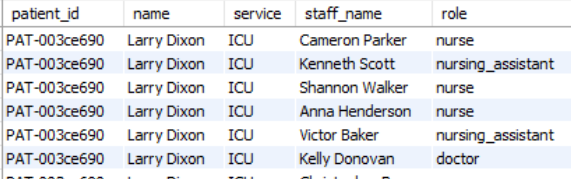 patient_id name service staff_name role
PAT-003ce690 Larry Dixon ICU Cameron Parker nurse
PAT-003ce690 Larry Dixon ICU Kenneth Scott nursing_assistant
PAT-003ce690 Larry Dixon ICU Shannon Walker nurse
PAT-003ce690 Larry Dixon ICU Anna Henderson nurse
PAT-003ce690 Larry Dixon ICU Victor Baker nursing_assistant
PAT-003ce690 Larry Dixon ICU Kelly Donovan doctor